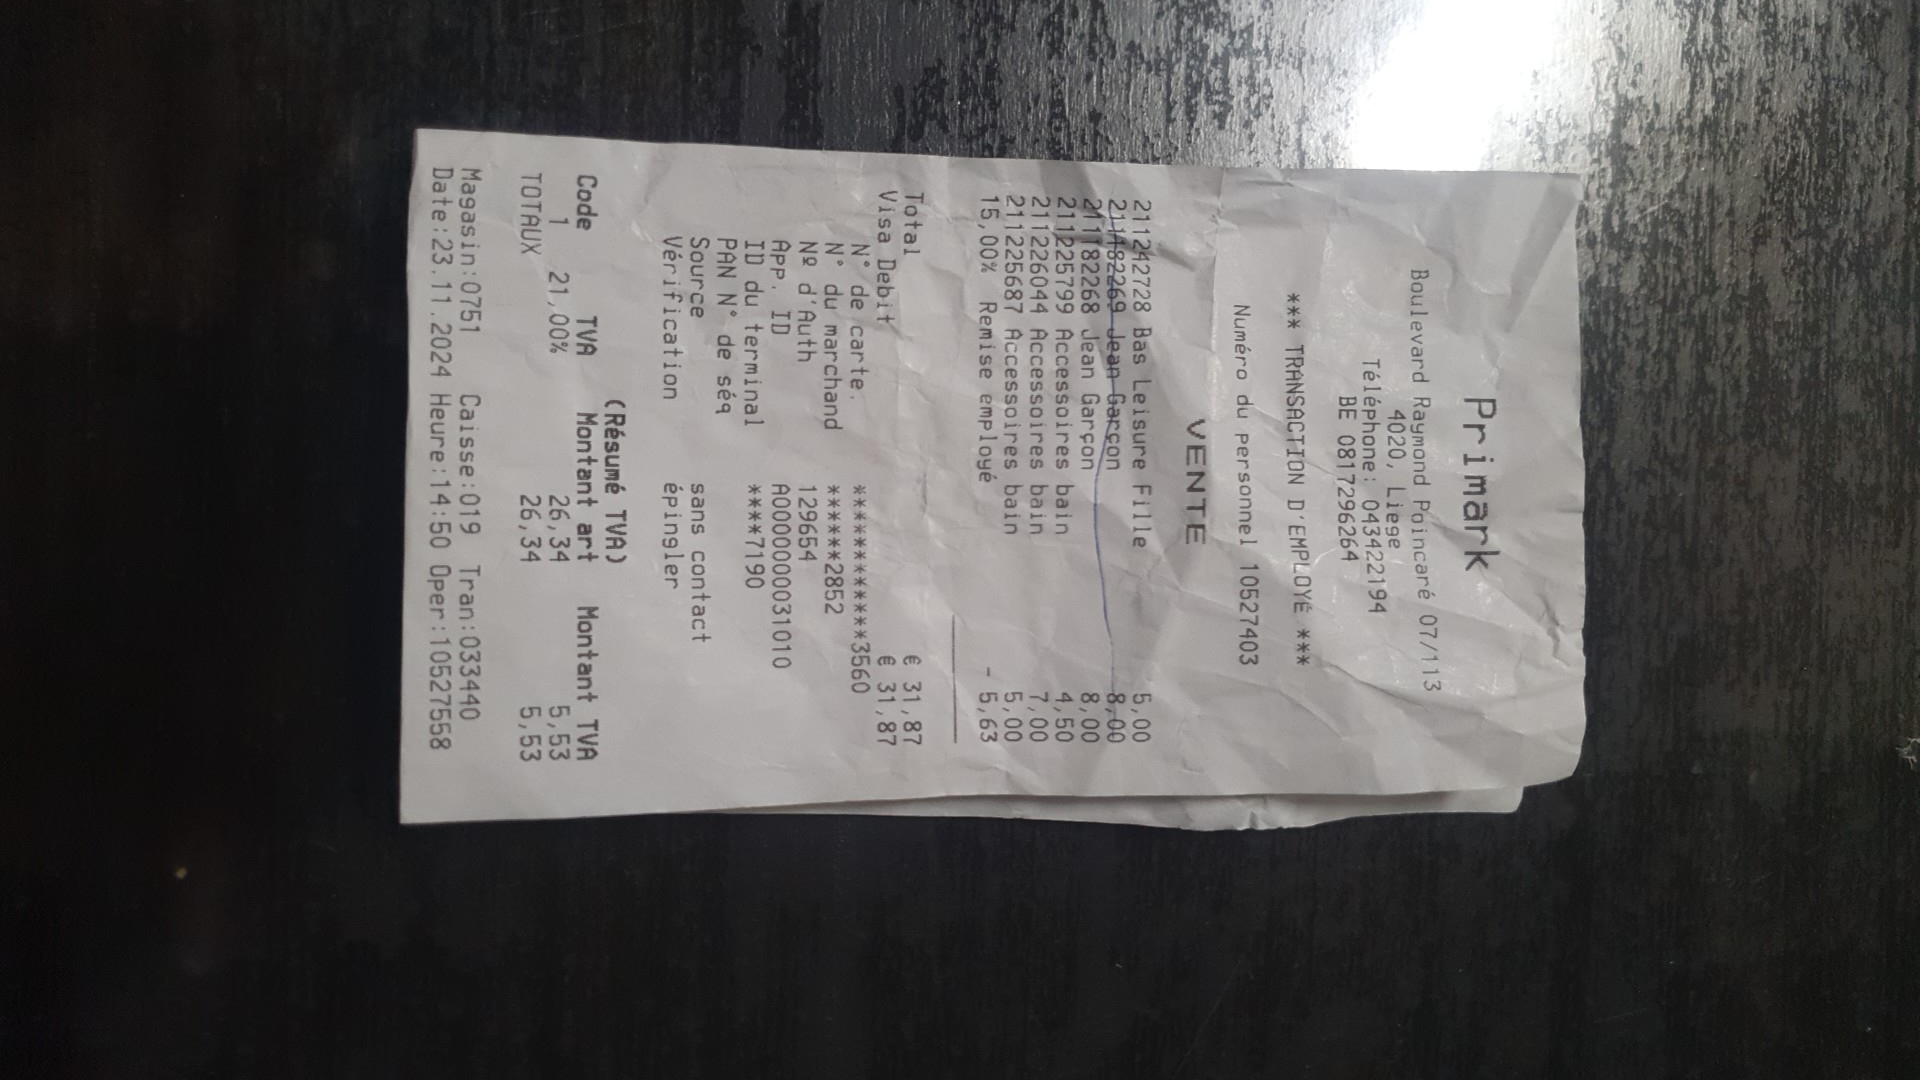 Primark
Boulevard Raymond Poincaré 07/113
4020, Liege
Téléphone: 043422194
BE 0817296264
*** TRANSACTION D'EMPLOYÉ ***
Numéro du personnel 10527403
VENTE
211242728 Bas Leisure Fille 5,00
211182269 Jean Garçon 8,00
211182268 Jean Garçon 8,00
211225799 Accessoires bain 4,50
211226044 Accessoires bain 7,00
211225687 Accessoires bain 5,00
15,00% Remise employé - 5,63
Total € 31,87
Visa Debit € 31,87
N° de carte. ************3560
N° du marchand ******2852
Nº d'Auth 129654
App. ID A0000000031010
ID du terminal ****7190
PAN N° de séq
Source sans contact
Vérification épingler
(Résumé TVA)
Code TVA Montant art Montant TVA
1 21,00% 26,34 5,53
TOTAUX 26,34 5,53
Magasin:0751 Caisse:019 Tran:033440
Date:23.11.2024 Heure:14:50 Oper:10527558